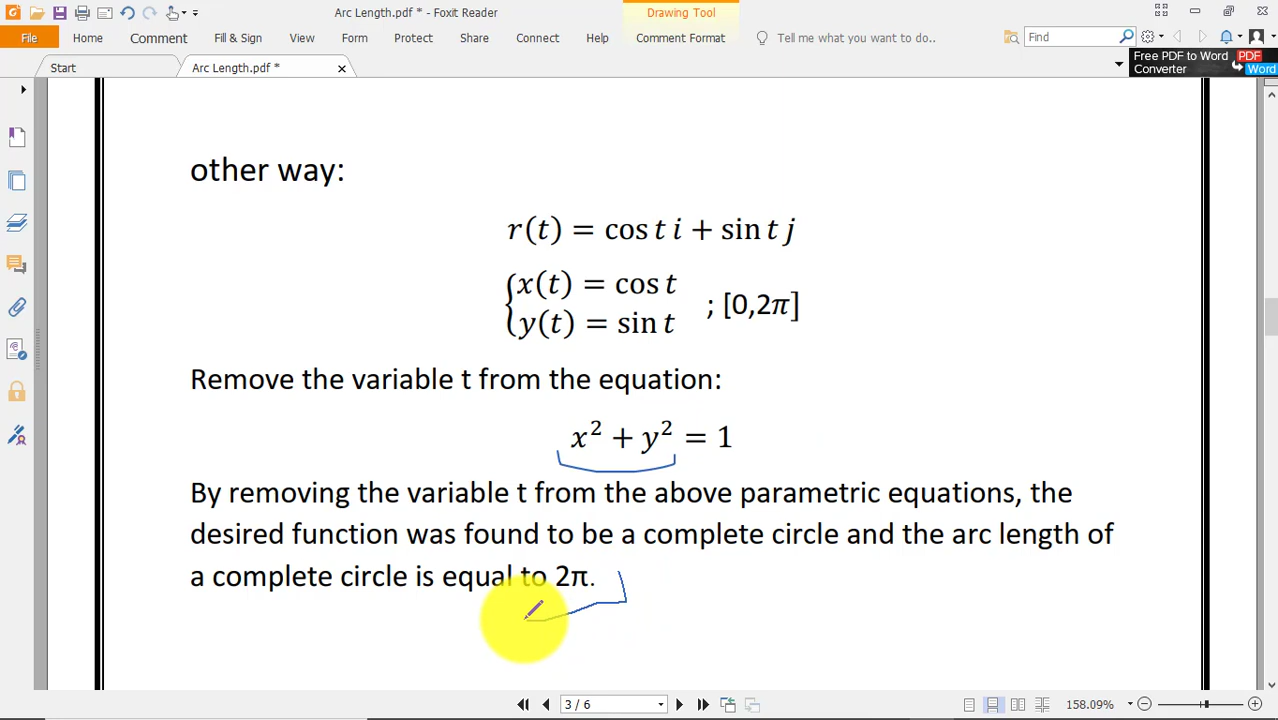 Arc Length.pdf * - Foxit Reader
Drawing Tool
File Home Comment Fill & Sign View Form Protect Share Connect Help Comment Format Tell me what you want to do.. Find
Start Arc Length.pdf *
Free PDF to Word Converter PDF Word
other way:
r(t) = cos t i + sin t j
{x(t) = cos t
y(t) = sin t ; [0,2π]
Remove the variable t from the equation:
x² + y² = 1
By removing the variable t from the above parametric equations, the
desired function was found to be a complete circle and the arc length of
a complete circle is equal to 2π.
3 / 6 158.09%